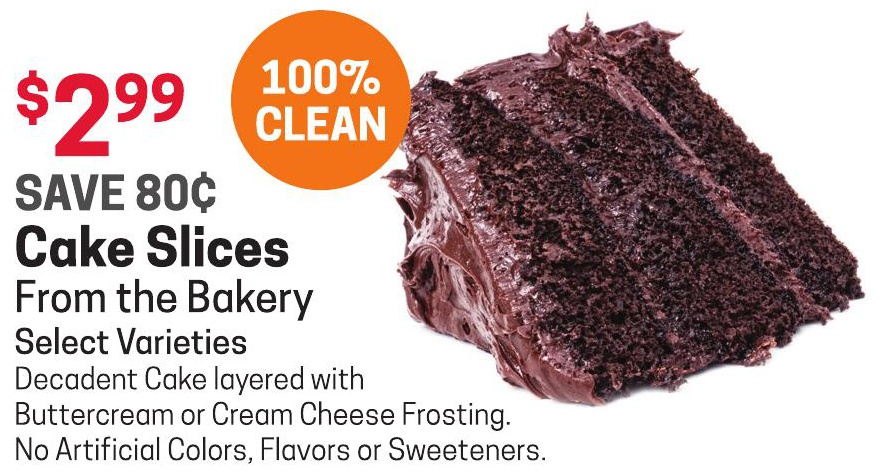 $2.99
100%
CLEAN
SAVE 80¢
Cake Slices
From the Bakery
Select Varieties
Decadent Cake layered with
Buttercream or Cream Cheese Frosting.
No Artificial Colors, Flavors or Sweeteners.